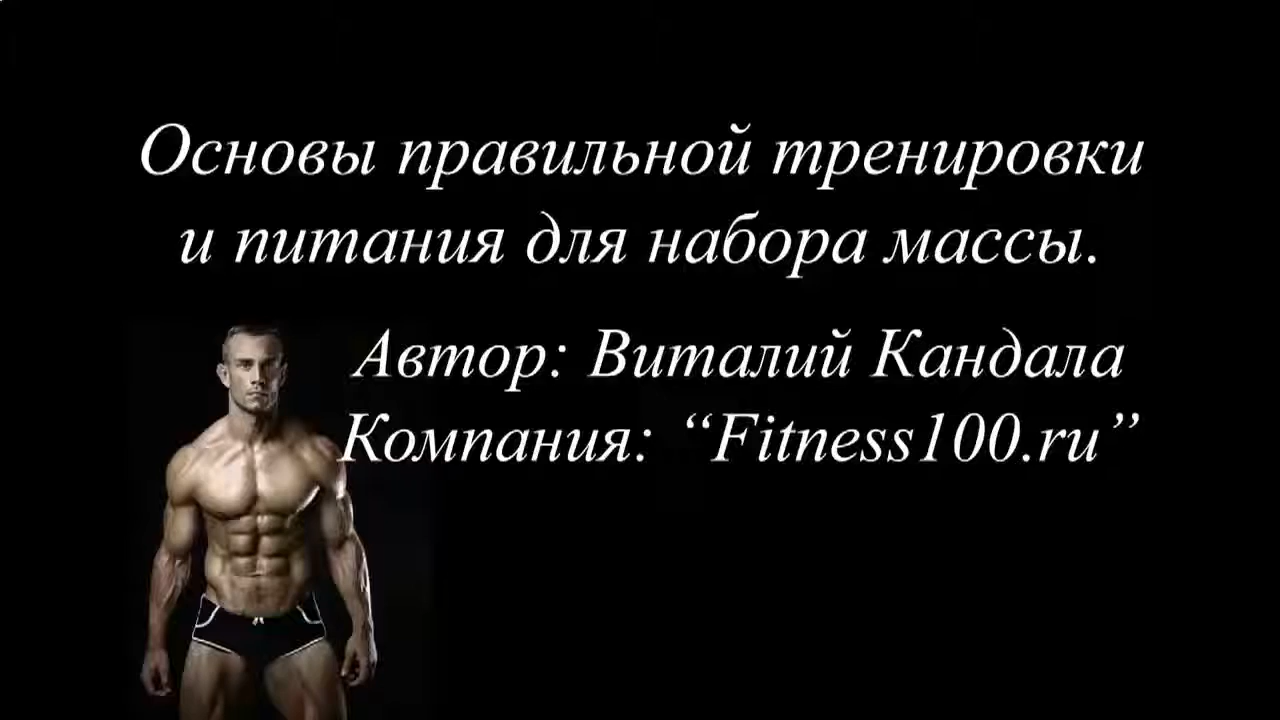 Основы правильной тренировки
и питания для набора массы.
Автор: Виталий Кандала
Компания: “Fitness100.ru”